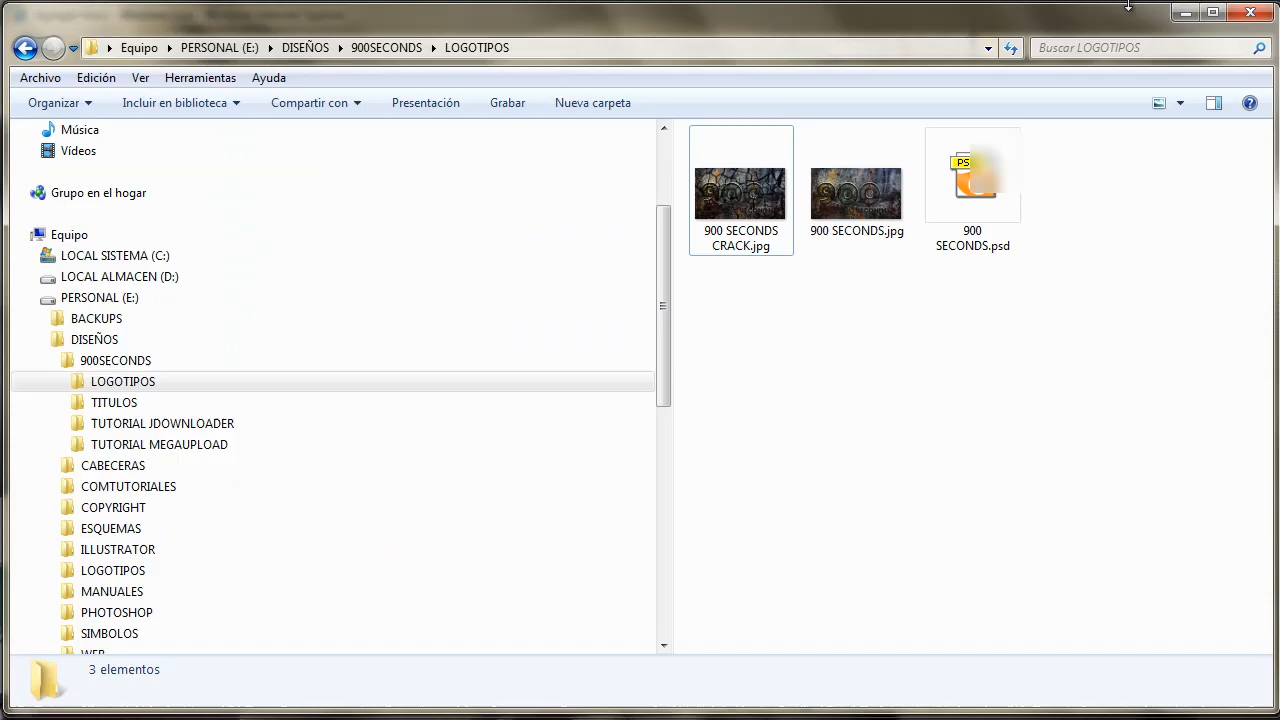 Equipo PERSONAL (E:) DISEÑOS 900SECONDS LOGOTIPOS
Buscar LOGOTIPOS
Archivo Edición Ver Herramientas Ayuda
Organizar Incluir en biblioteca Compartir con Presentación Grabar Nueva carpeta
Música
Vídeos
Grupo en el hogar
Equipo
LOCAL SISTEMA (C:)
LOCAL ALMACEN (D:)
PERSONAL (E:)
BACKUPS
DISEÑOS
900SECONDS
LOGOTIPOS
TITULOS
TUTORIAL JDOWNLOADER
TUTORIAL MEGAUPLOAD
CABECERAS
COMTUTORIALES
COPYRIGHT
ESQUEMAS
ILLUSTRATOR
LOGOTIPOS
MANUALES
PHOTOSHOP
SIMBOLOS
WEB
900 SECONDS
CRACK.jpg
900 SECONDS.jpg
PS
900
SECONDS.psd
3 elementos